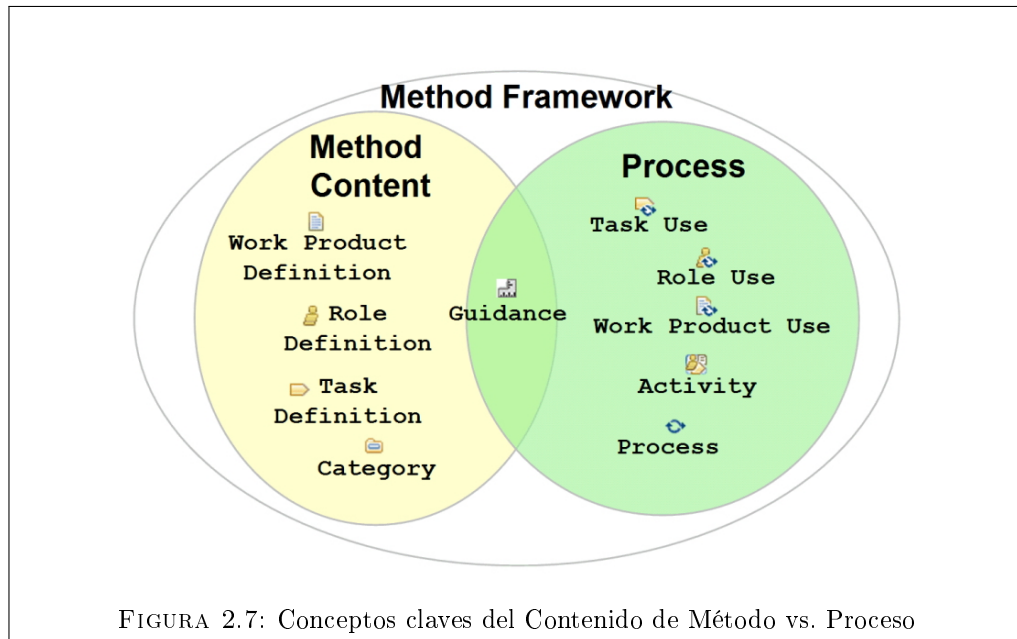 Method Framework
Method
Content
Work Product
Definition
Role
Definition
Task
Definition
Category
Guidance
Process
Task Use
Role Use
Work Product Use
Activity
Process
FIGURA 2.7: Conceptos claves del Contenido de Método vs. Proceso